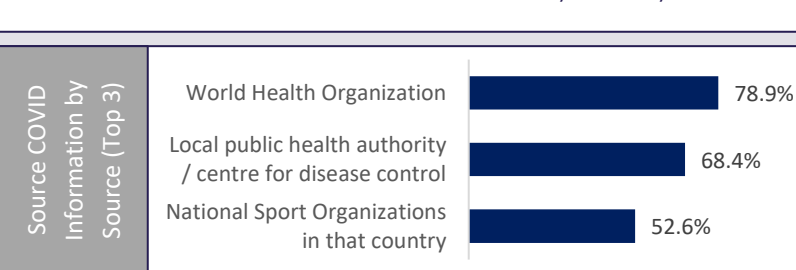 Source COVID
Information by
Source (Top 3)
World Health Organization
78.9%
Local public health authority
/ centre for disease control
68.4%
National Sport Organizations
in that country
52.6%